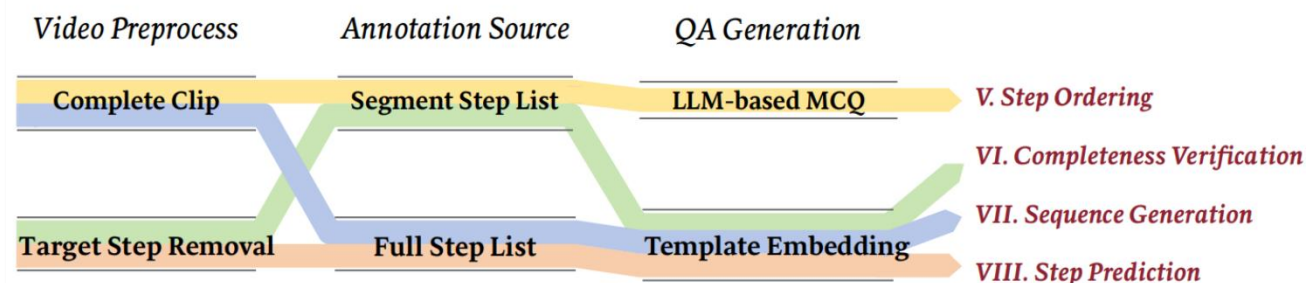 Video Preprocess Annotation Source QA Generation
Complete Clip Segment Step List LLM-based MCQ V. Step Ordering
VI. Completeness Verification
VII. Sequence Generation
Target Step Removal Full Step List Template Embedding
VIII. Step Prediction